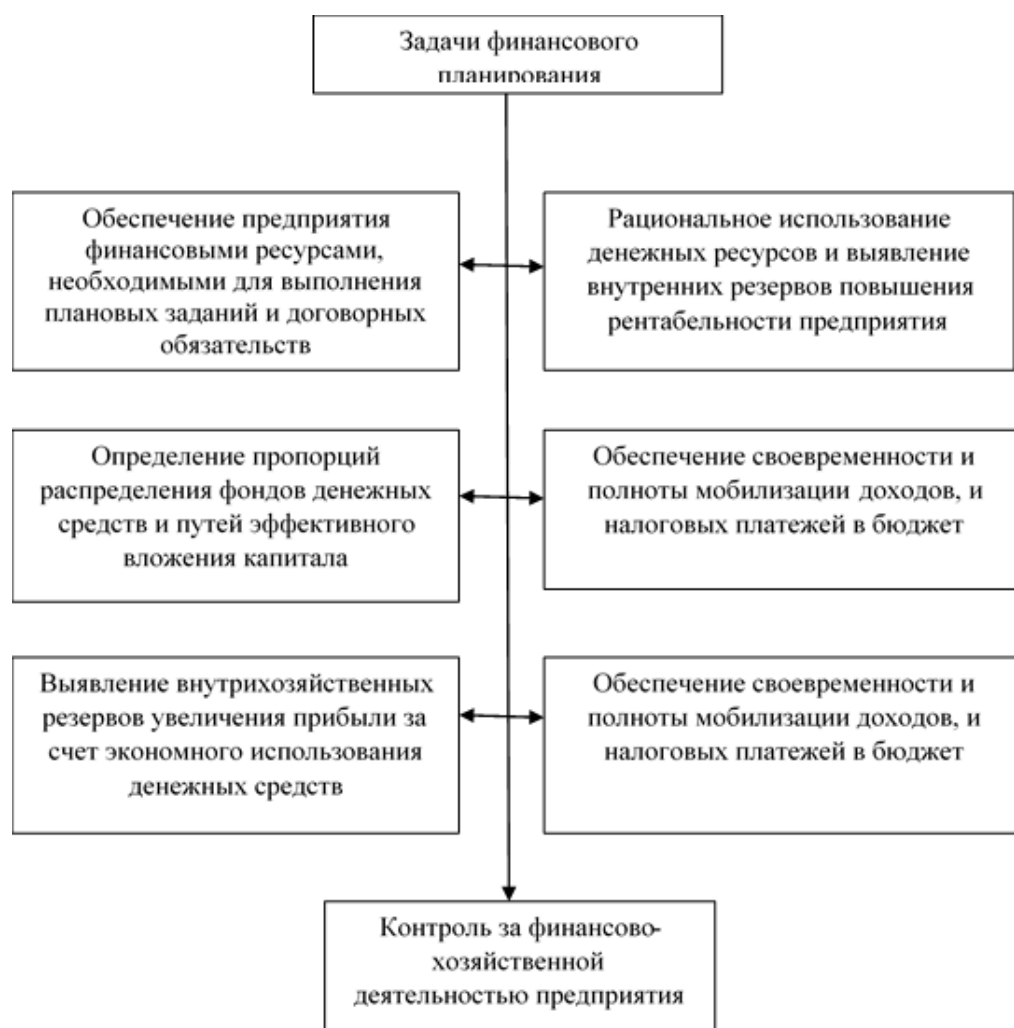 Задачи финансового
планирования
Обеспечение предприятия
финансовыми ресурсами,
необходимыми для выполнения
плановых заданий и договорных
обязательств
Рациональное использование
денежных ресурсов и выявление
внутренних резервов повышения
рентабельности предприятия
Определение пропорций
распределения фондов денежных
средств и путей эффективного
вложения капитала
Обеспечение своевременности и
полноты мобилизации доходов, и
налоговых платежей в бюджет
Выявление внутрихозяйственных
резервов увеличения прибыли за
счет экономного использования
денежных средств
Обеспечение своевременности и
полноты мобилизации доходов, и
налоговых платежей в бюджет
Контроль за финансово-
хозяйственной
деятельностью предприятия